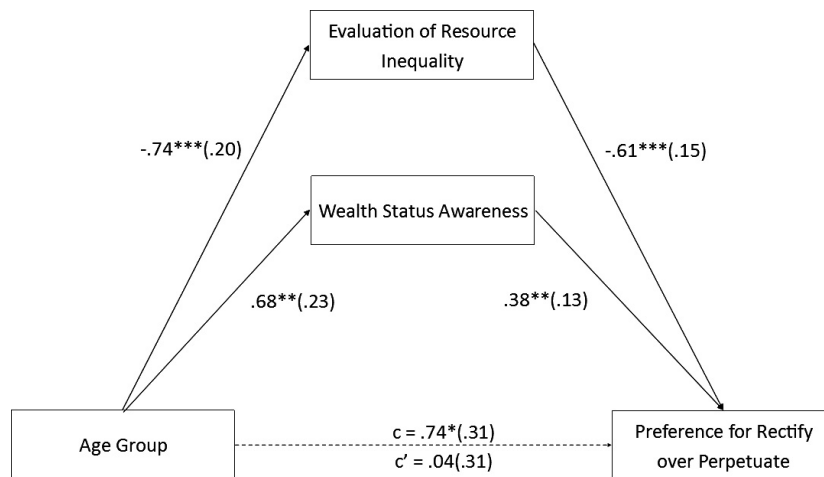 Evaluation of Resource
Inequality
-.74***(.20)
-.61***(.15)
Wealth Status Awareness
.68**(.23)
.38**(.13)
Age Group
c = .74*(.31)
c’ = .04(.31)
Preference for Rectify
over Perpetuate